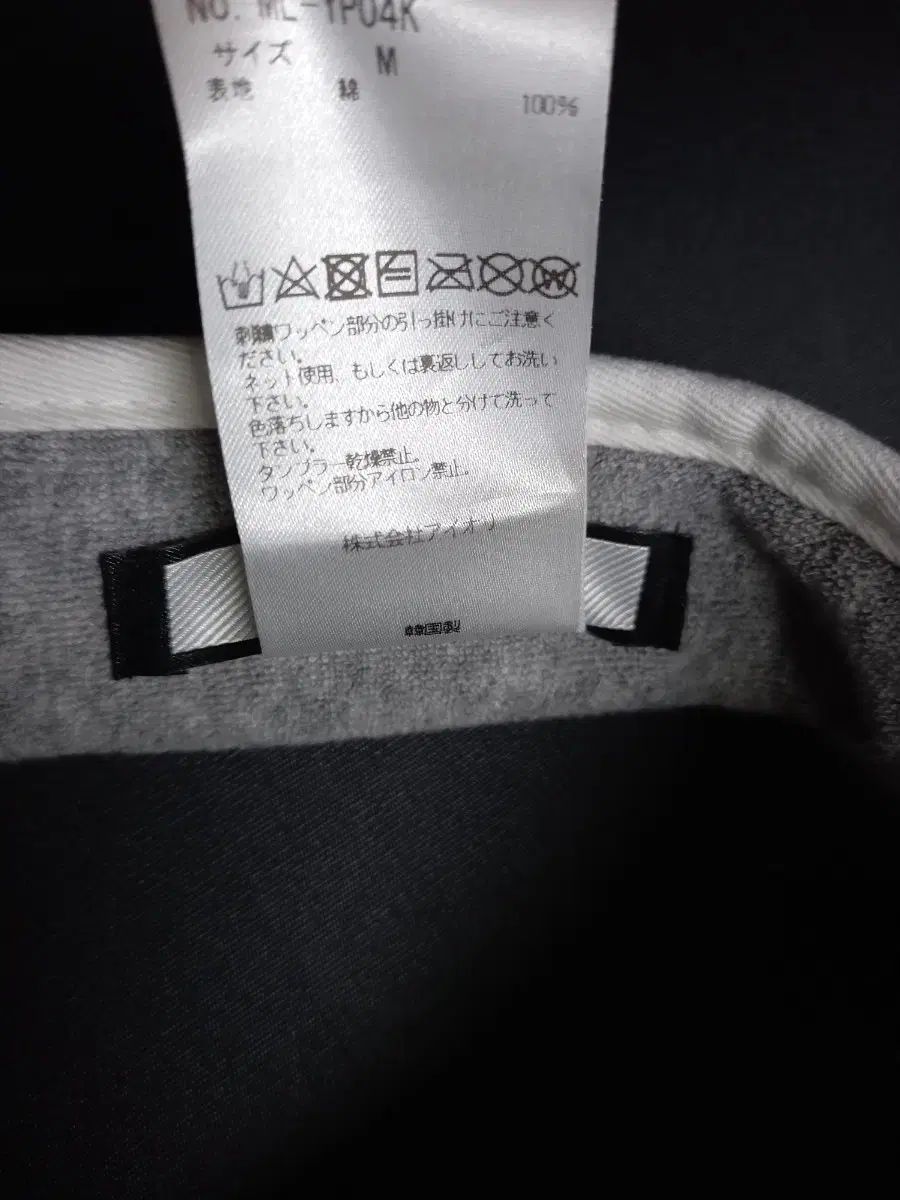 NO. ML-YP04K
サイズ M
表地 綿 100%
刺繍ワッペン部分の引っ掛けにご注意く
ださい。
ネット使用、もしくは裏返ししてお洗い
下さい。
色落ちしますから他の物と分けて洗って
下さい。
タンブラー乾燥禁止。
ワッペン部分アイロン禁止。
株式会社アイオリ
韓国製